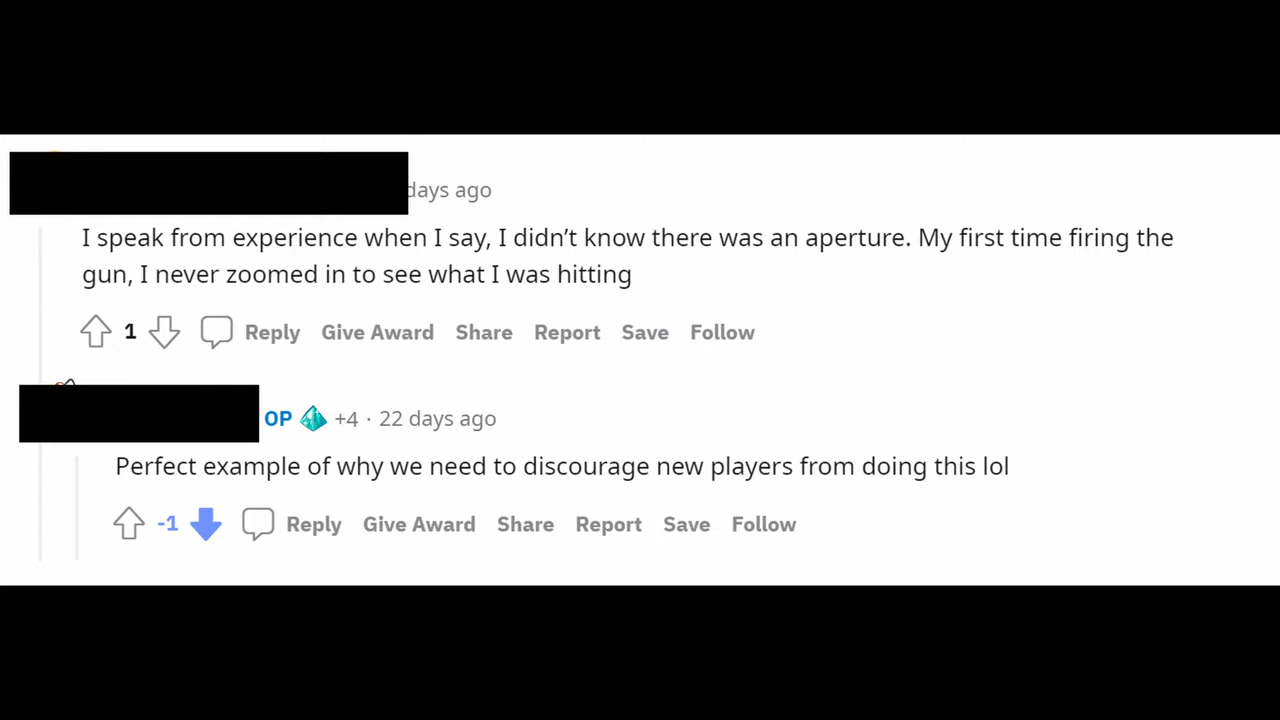 days ago
I speak from experience when I say, I didn’t know there was an aperture. My first time firing the
gun, I never zoomed in to see what I was hitting
1 Reply Give Award Share Report Save Follow
OP +4 · 22 days ago
Perfect example of why we need to discourage new players from doing this lol
-1 Reply Give Award Share Report Save Follow